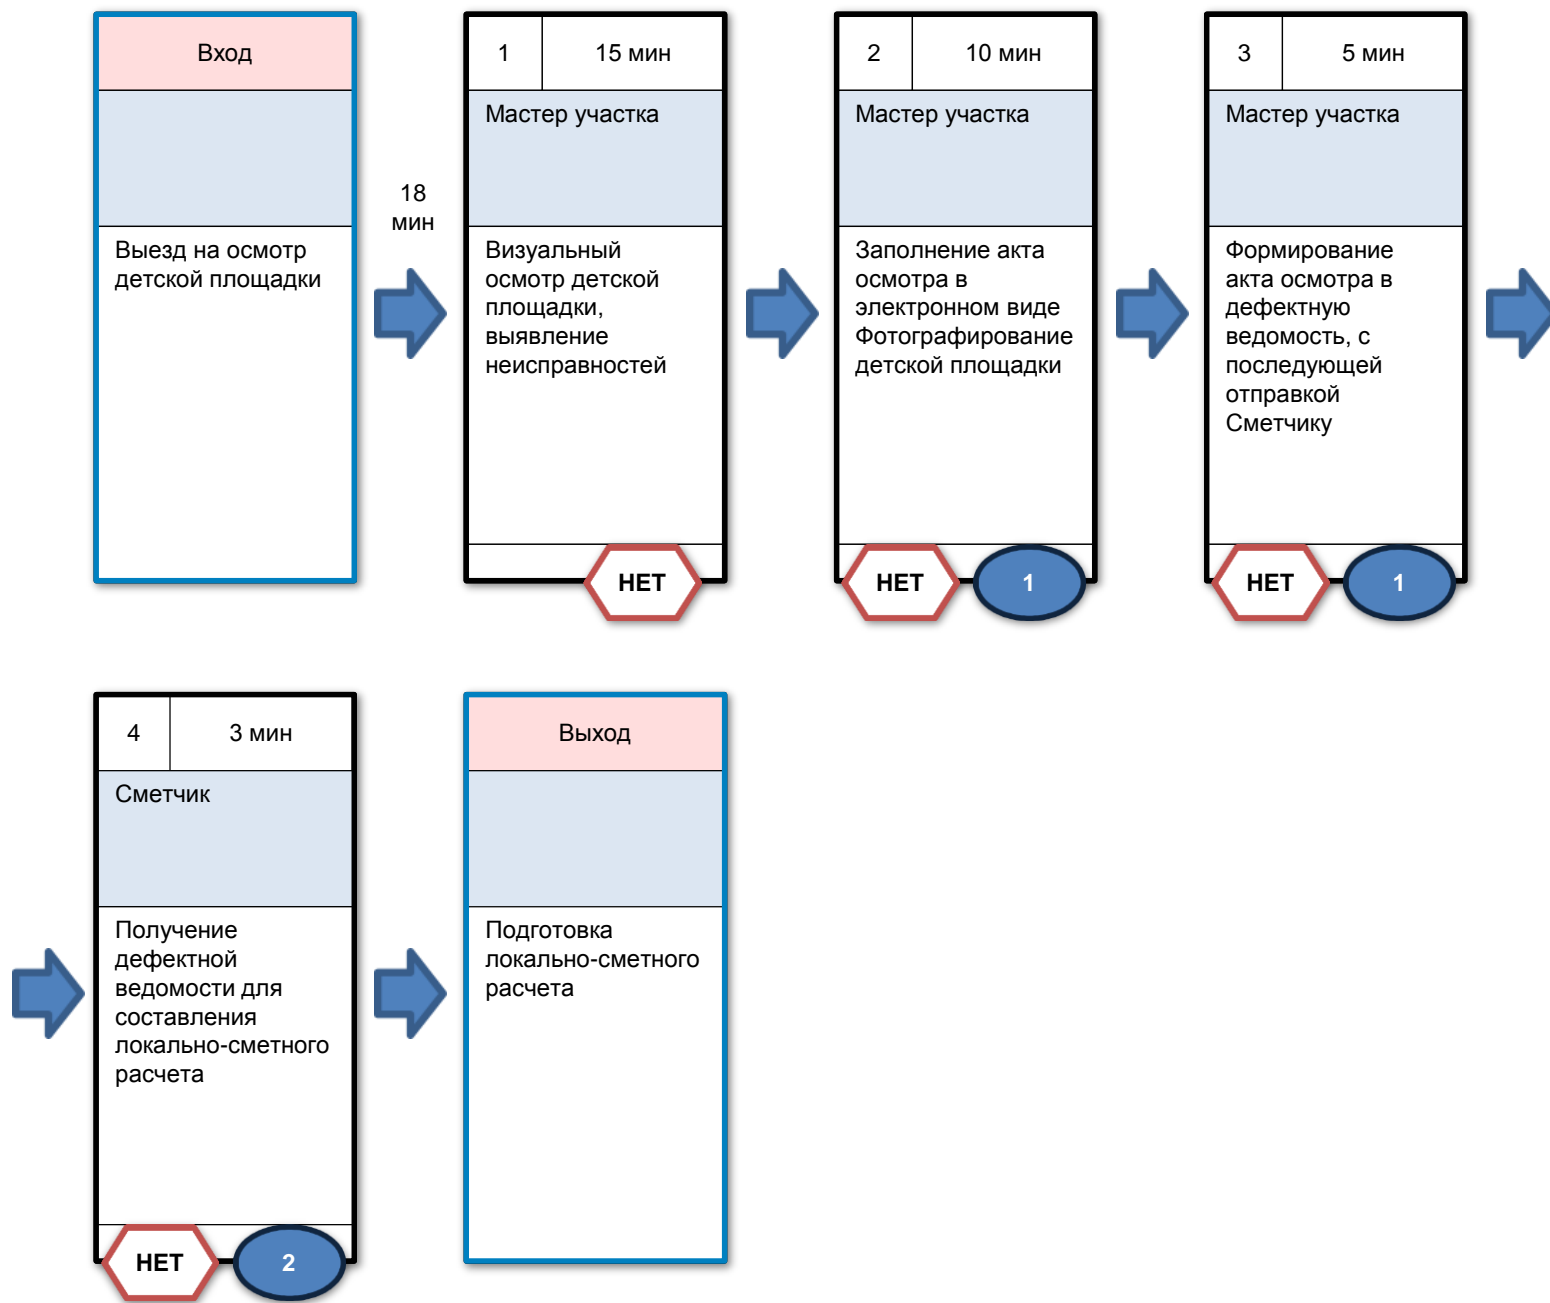 Вход
Выезд на осмотр
детской площадки
18
мин
1
15 мин
Мастер участка
Визуальный
осмотр детской
площадки,
выявление
неисправностей
НЕТ
2
10 мин
Мастер участка
Заполнение акта
осмотра в
электронном виде
Фотографирование
детской площадки
НЕТ
1
3
5 мин
Мастер участка
Формирование
акта осмотра в
дефектную
ведомость, с
последующей
отправкой
Сметчику
НЕТ
1
4
3 мин
Сметчик
Получение
дефектной
ведомости для
составления
локально-сметного
расчета
НЕТ
2
Выход
Подготовка
локально-сметного
расчета